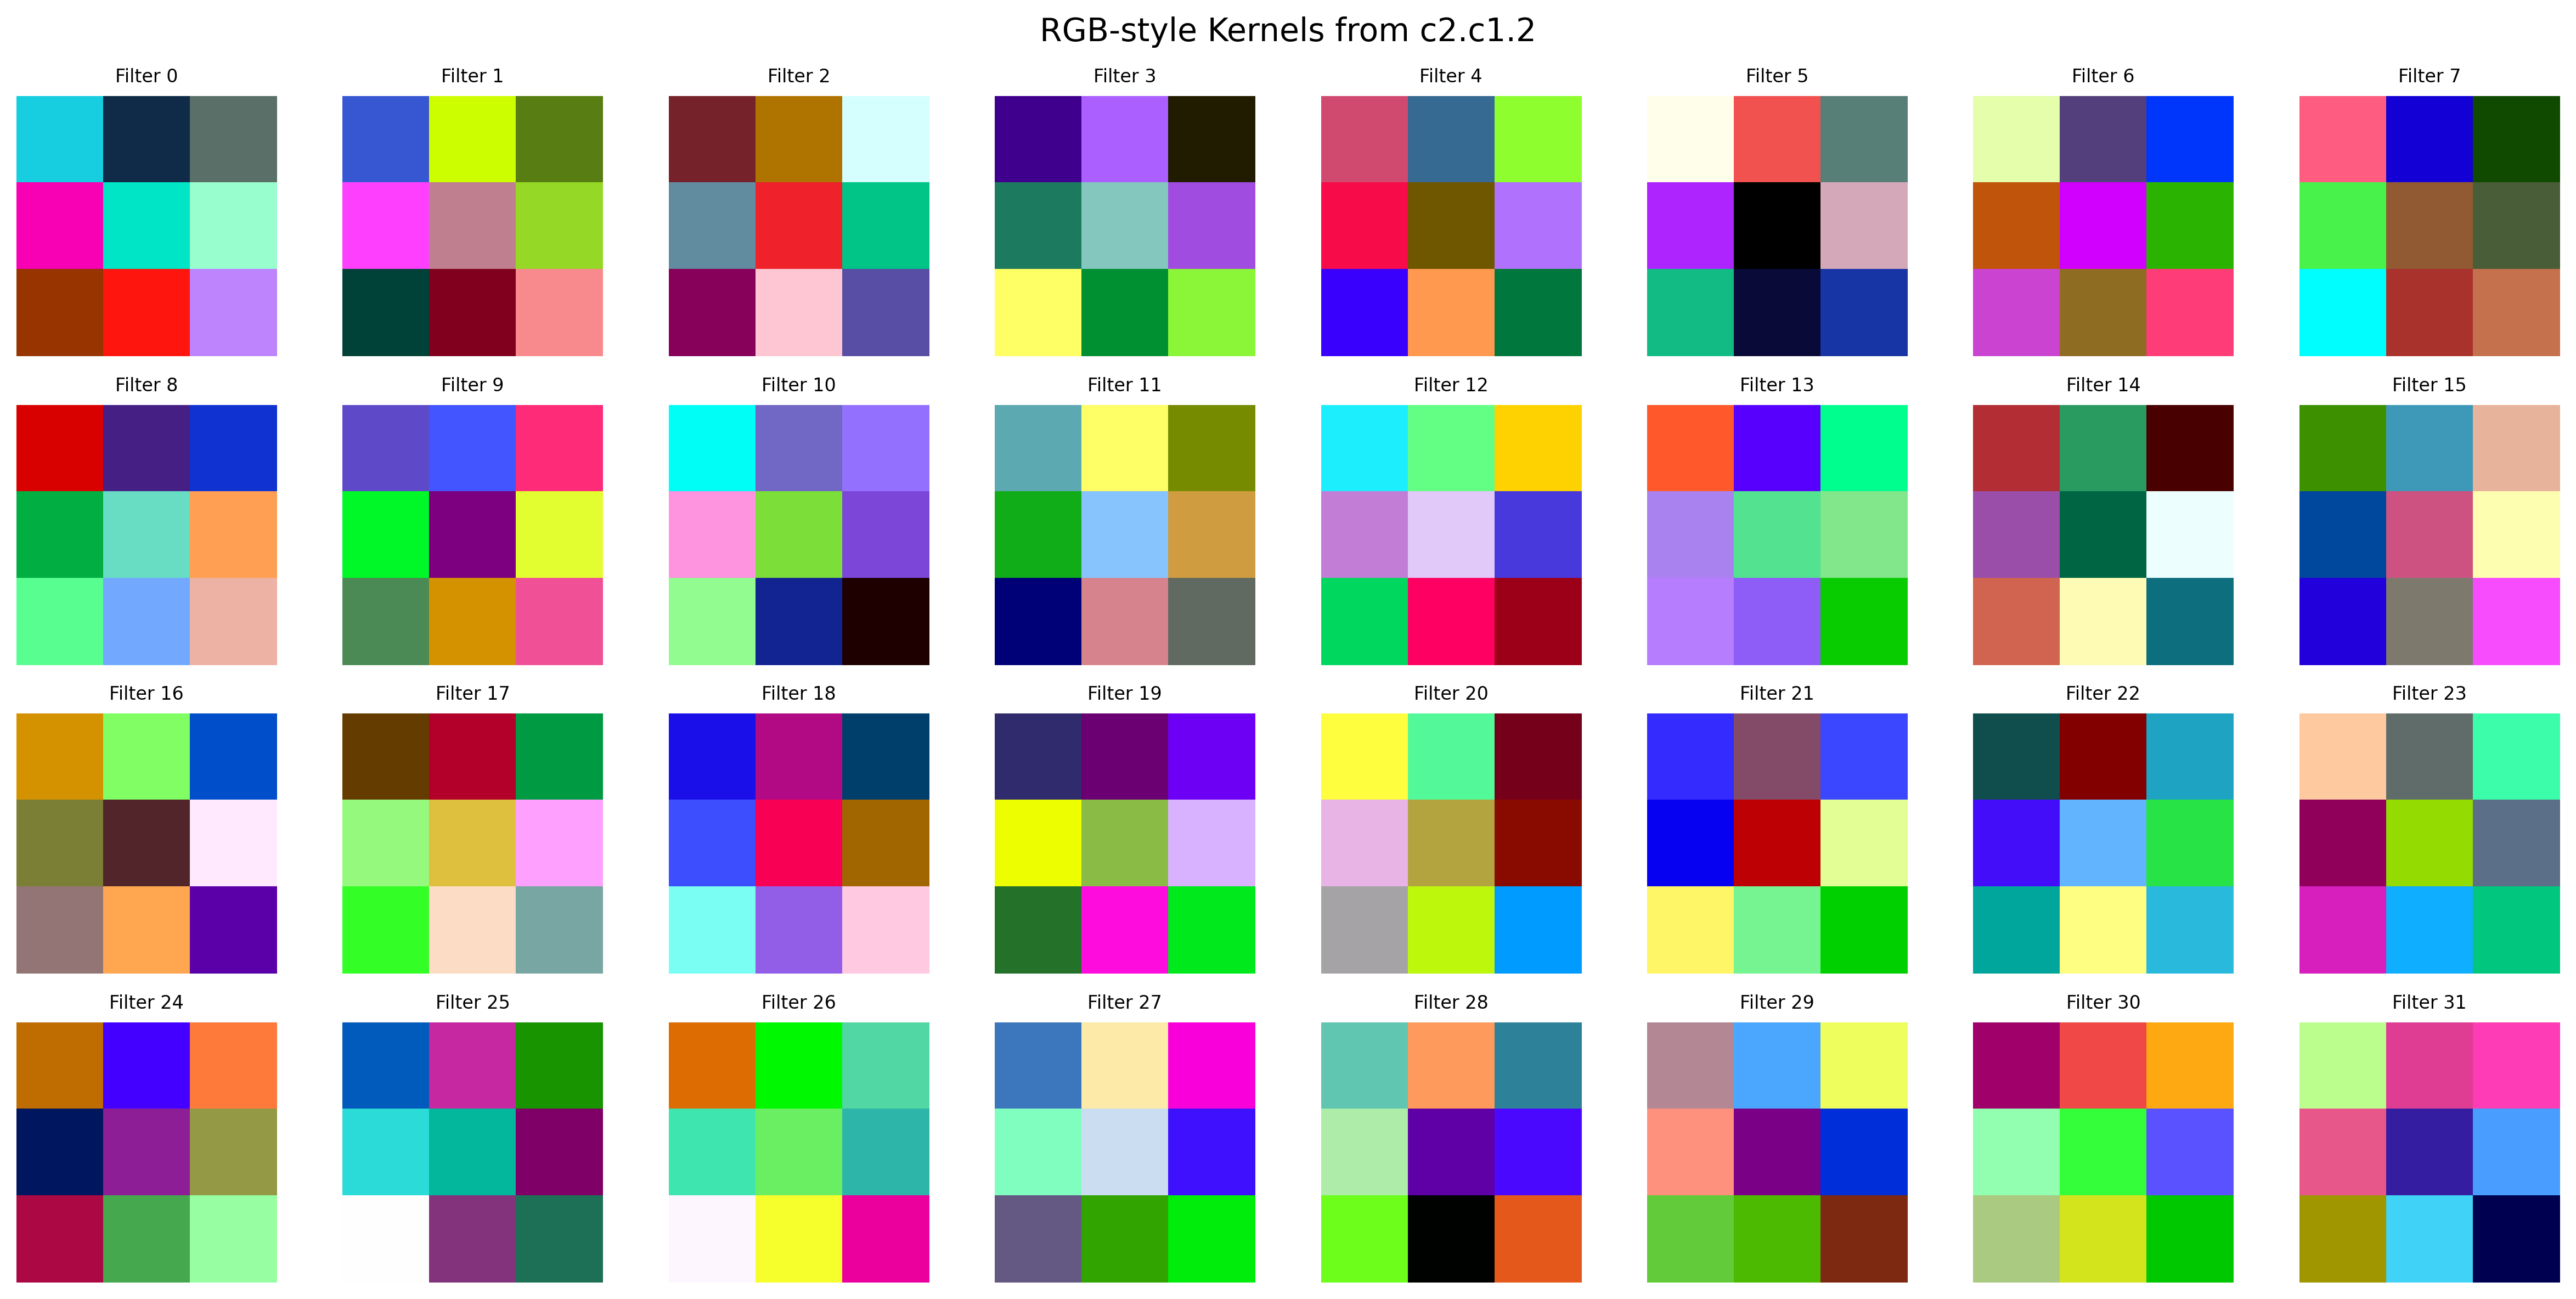 RGB-style Kernels from c2.c1.2
Filter 0 Filter 1 Filter 2 Filter 3 Filter 4 Filter 5 Filter 6 Filter 7
Filter 8 Filter 9 Filter 10 Filter 11 Filter 12 Filter 13 Filter 14 Filter 15
Filter 16 Filter 17 Filter 18 Filter 19 Filter 20 Filter 21 Filter 22 Filter 23
Filter 24 Filter 25 Filter 26 Filter 27 Filter 28 Filter 29 Filter 30 Filter 31